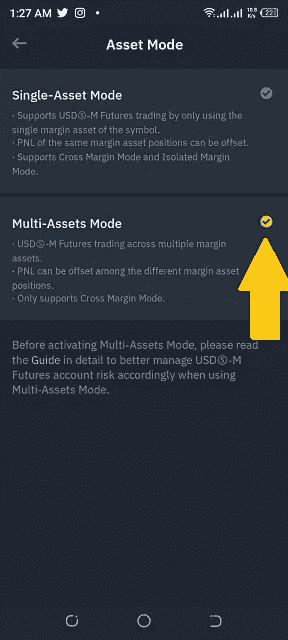 1:27 AM 10.8 K/s 22
Asset Mode
Single-Asset Mode
· Supports USDⓈ-M Futures trading by only using the
single margin asset of the symbol.
· PNL of the same margin asset positions can be offset.
· Supports Cross Margin Mode and Isolated Margin
Mode.
Multi-Assets Mode
· USDⓈ-M Futures trading across multiple margin
assets.
· PNL can be offset among the different margin asset
positions.
· Only supports Cross Margin Mode.
Before activating Multi-Assets Mode, please read
the Guide in detail to better manage USDⓈ-M
Futures account risk accordingly when using
Multi-Assets Mode.